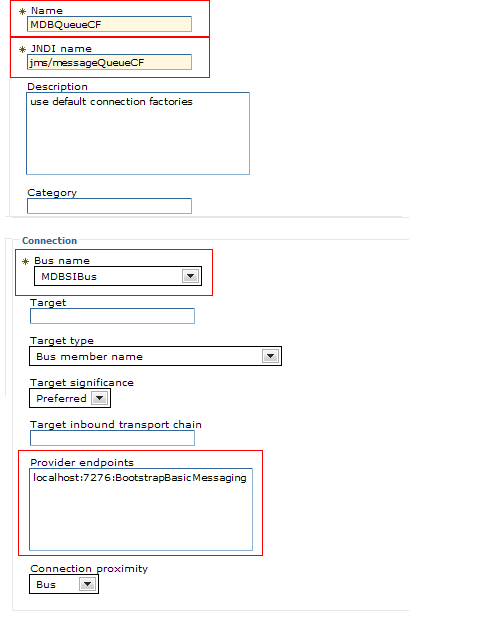 * Name
MDBQueueCF
* JNDI name
jms/messageQueueCF
Description
use default connection factories
Category
Connection
* Bus name
MDBSIBus
Target
Target type
Bus member name
Target significance
Preferred
Target inbound transport chain
Provider endpoints
localhost:7276:BootstrapBasicMessaging
Connection proximity
Bus